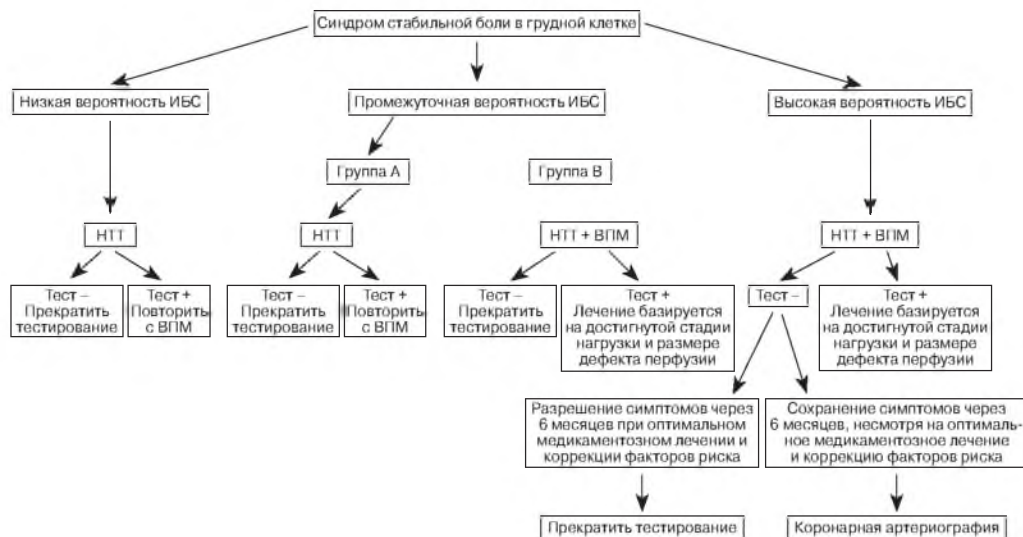 Синдром стабильной боли в грудной клетке
Низкая вероятность ИБС
Промежуточная вероятность ИБС
Высокая вероятность ИБС
Группа А
Группа В
НТТ
НТТ
НТТ + ВПМ
НТТ + ВПМ
Тест –
Прекратить
тестирование
Тест +
Повторить
с ВПМ
Тест –
Прекратить
тестирование
Тест +
Повторить
с ВПМ
Тест –
Прекратить
тестирование
Тест +
Лечение базируется
на достигнутой стадии
нагрузки и размере
дефекта перфузии
Тест –
Тест +
Лечение базируется
на достигнутой стадии
нагрузки и размере
дефекта перфузии
Разрешение симптомов через
6 месяцев при оптимальном
медикаментозном лечении и
коррекции факторов риска
Сохранение симптомов через
6 месяцев, несмотря на оптималь-
ное медикаментозное лечение
и коррекцию факторов риска
Прекратить тестирование
Коронарная артериография